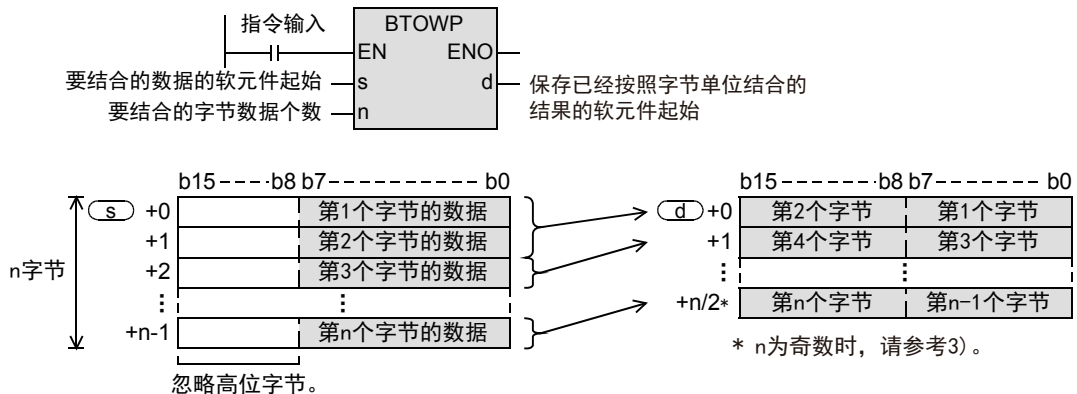 指令输入
BTOWP
EN ENO
要结合的数据的软元件起始 s d 保存已经按照字节单位结合的
要结合的字节数据个数 n 结果的软元件起始
b15 b8 b7 b0 b15 b8 b7 b0
s +0 第1个字节的数据 d +0 第2个字节 第1个字节
+1 第2个字节的数据 +1 第4个字节 第3个字节
n字节 +2 第3个字节的数据
+n/2* 第n个字节 第n-1个字节
+n-1 第n个字节的数据
* n为奇数时，请参考3)。
忽略高位字节。